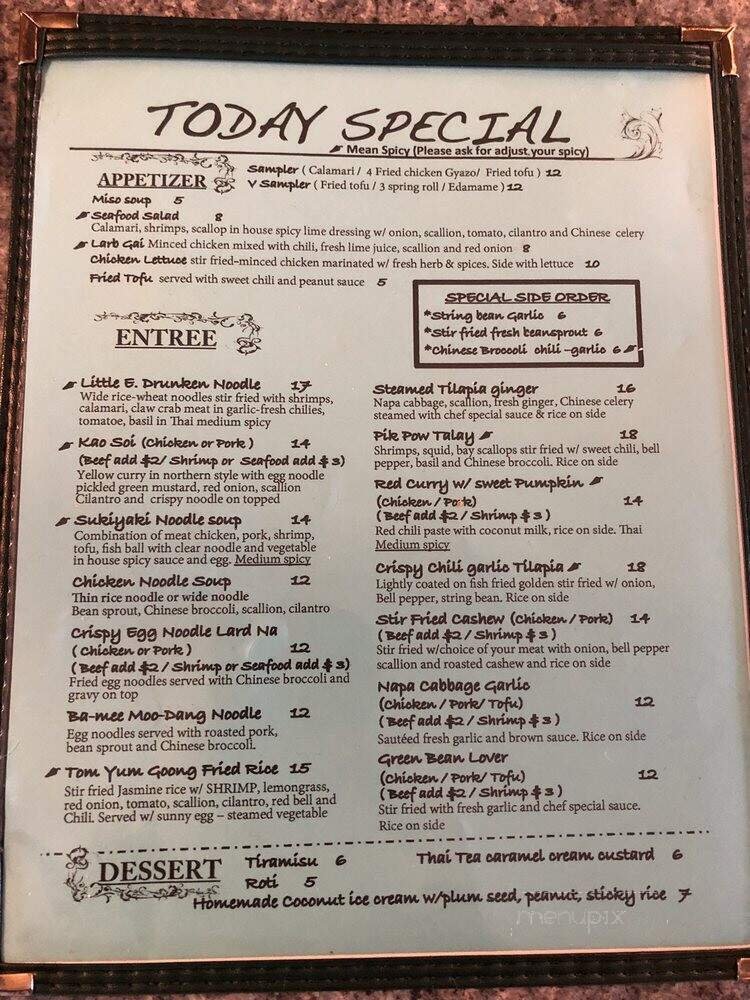 TODAY SPECIAL
Mean Spicy (Please ask for adjust your spicy)
APPETIZER
Sampler ( Calamari / 4 Fried chicken Gyazo/ Fried tofu ) 12
V Sampler ( Fried tofu / 3 spring roll / Edamame ) 12
Miso soup 5
Seafood Salad 8
Calamari, shrimps, scallop in house spicy lime dressing w/ onion, scallion, tomato, cilantro and Chinese celery
Larb Gai Minced chicken mixed with chili, fresh lime juice, scallion and red onion 8
Chicken Lettuce stir fried-minced chicken marinated w/ fresh herb & spices. Side with lettuce 10
Fried Tofu served with sweet chili and peanut sauce 5
SPECIAL SIDE ORDER
*String bean Garlic 6
*Stir fried fresh beansprout 6
*Chinese Broccoli chili -garlic 6
ENTREE
Little E. Drunken Noodle 17
Wide rice-wheat noodles stir fried with shrimps,
calamari, claw crab meat in garlic-fresh chilies,
tomatoe, basil in Thai medium spicy
Kao Soi (Chicken or Pork ) 14
(Beef add $2/ Shrimp or Seafood add $ 3)
Yellow curry in northern style with egg noodle
pickled green mustard, red onion, scallion
Cilantro and crispy noodle on topped
Sukiyaki Noodle soup 14
Combination of meat chicken, pork, shrimp,
tofu, fish ball with clear noodle and vegetable
in house spicy sauce and egg. Medium spicy
Chicken Noodle Soup 12
Thin rice noodle or wide noodle
Bean sprout, Chinese broccoli, scallion, cilantro
Crispy Egg Noodle Lard Na
( Chicken or Pork ) 12
(Beef add $2 / Shrimp or Seafood add $ 3)
Fried egg noodles served with Chinese broccoli and
gravy on top
Ba-mee Moo-Dang Noodle 12
Egg noodles served with roasted pork,
bean sprout and Chinese broccoli.
Tom Yum Goong Fried Rice 15
Stir fried Jasmine rice w/ SHRIMP, lemongrass,
red onion, tomato, scallion, cilantro, red bell and
Chili. Served w/ sunny egg – steamed vegetable
Steamed Tilapia ginger 16
Napa cabbage, scallion, fresh ginger, Chinese celery
steamed with chef special sauce & rice on side
Pik Pow Talay 18
Shrimps, squid, bay scallops stir fried w/ sweet chili, bell
pepper, basil and Chinese broccoli. Rice on side
Red Curry w/ sweet Pumpkin
(Chicken / Pork) 14
( Beef add $2 / Shrimp $ 3 )
Red chili paste with coconut milk, rice on side. Thai
Medium spicy
Crispy Chili garlic Tilapia 18
Lightly coated on fish fried golden stir fried w/ onion,
Bell pepper, string bean. Rice on side
Stir Fried Cashew (Chicken / Pork) 14
( Beef add $2 / Shrimp $ 3 )
Stir fried w/choice of your meat with onion, bell pepper
scallion and roasted cashew and rice on side
Napa Cabbage Garlic
(Chicken / Pork/ Tofu) 12
( Beef add $2 / Shrimp $ 3 )
Sautéed fresh garlic and brown sauce. Rice on side
Green Bean Lover
(Chicken / Pork/ Tofu) 12
( Beef add $2 / Shrimp $ 3 )
Stir fried with fresh garlic and chef special sauce.
Rice on side
DESSERT
Tiramisu 6
Thai Tea caramel cream custard 6
Roti 5
Homemade Coconut ice cream w/plum seed, peanut, sticky rice 7
menupix